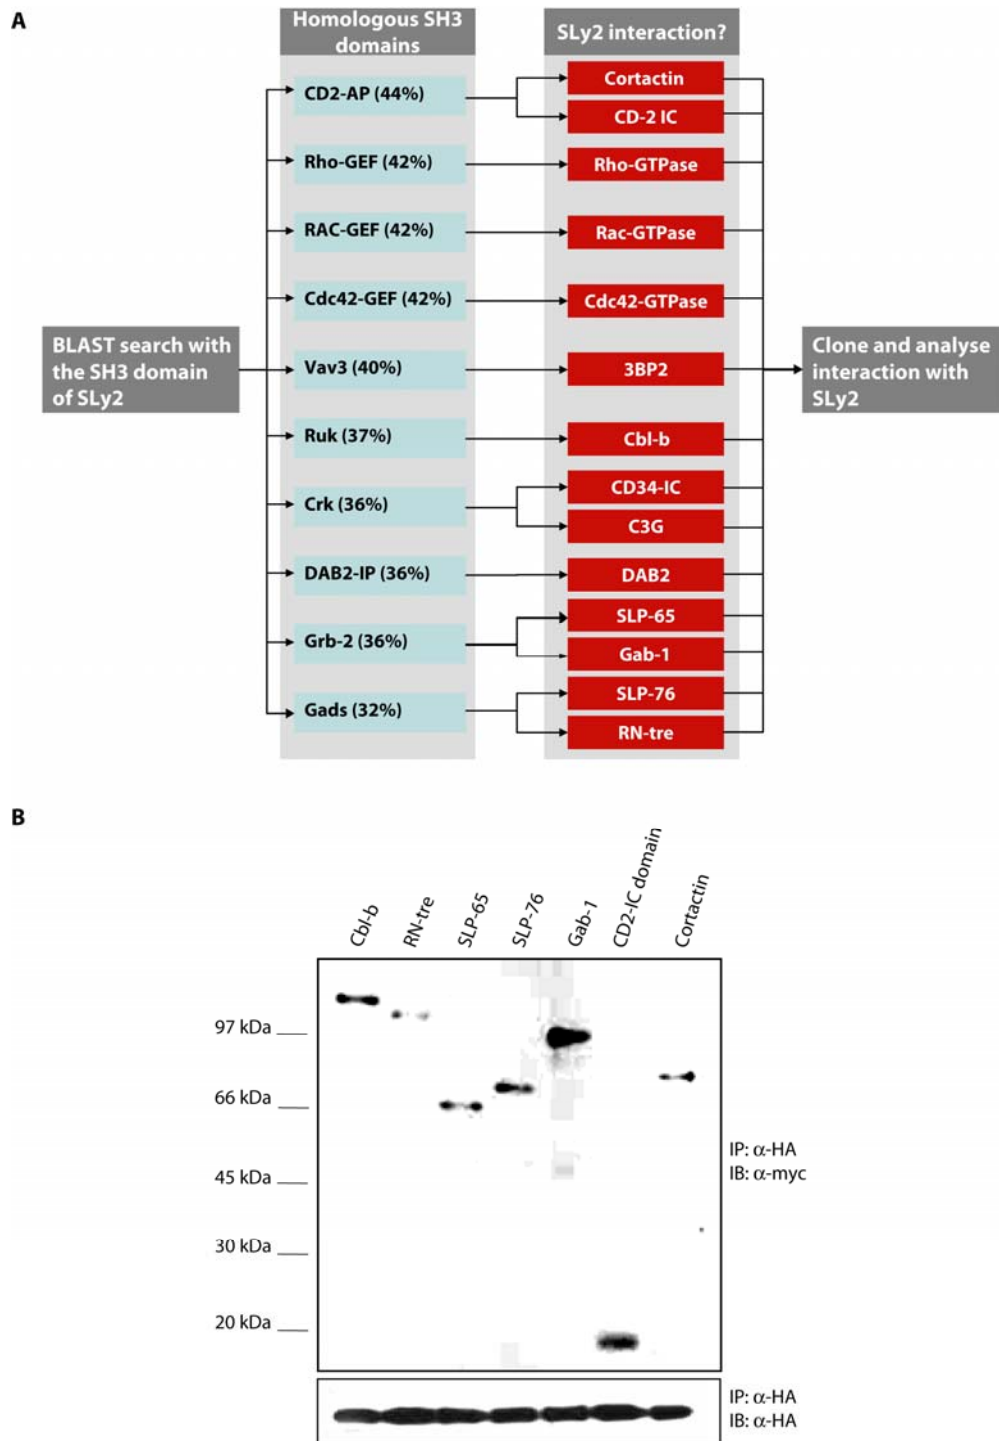 A
Homologous SH3
domains
SLy2 interaction?
CD2-AP (44%)
Cortactin
CD-2 IC
Rho-GEF (42%)
Rho-GTPase
RAC-GEF (42%)
Rac-GTPase
Cdc42-GEF (42%)
Cdc42-GTPase
BLAST search with
the SH3 domain
of SLy2
Vav3 (40%)
3BP2
Clone and analyse
interaction with
SLy2
Ruk (37%)
Cbl-b
Crk (36%)
CD34-IC
C3G
DAB2-IP (36%)
DAB2
Grb-2 (36%)
SLP-65
Gab-1
Gads (32%)
SLP-76
RN-tre
B
Cbl-b
RN-tre
SLP-65
SLP-76
Gab-1
CD2-IC domain
Cortactin
97 kDa
66 kDa
45 kDa
30 kDa
20 kDa
IP: α-HA
IB: α-myc
IP: α-HA
IB: α-HA